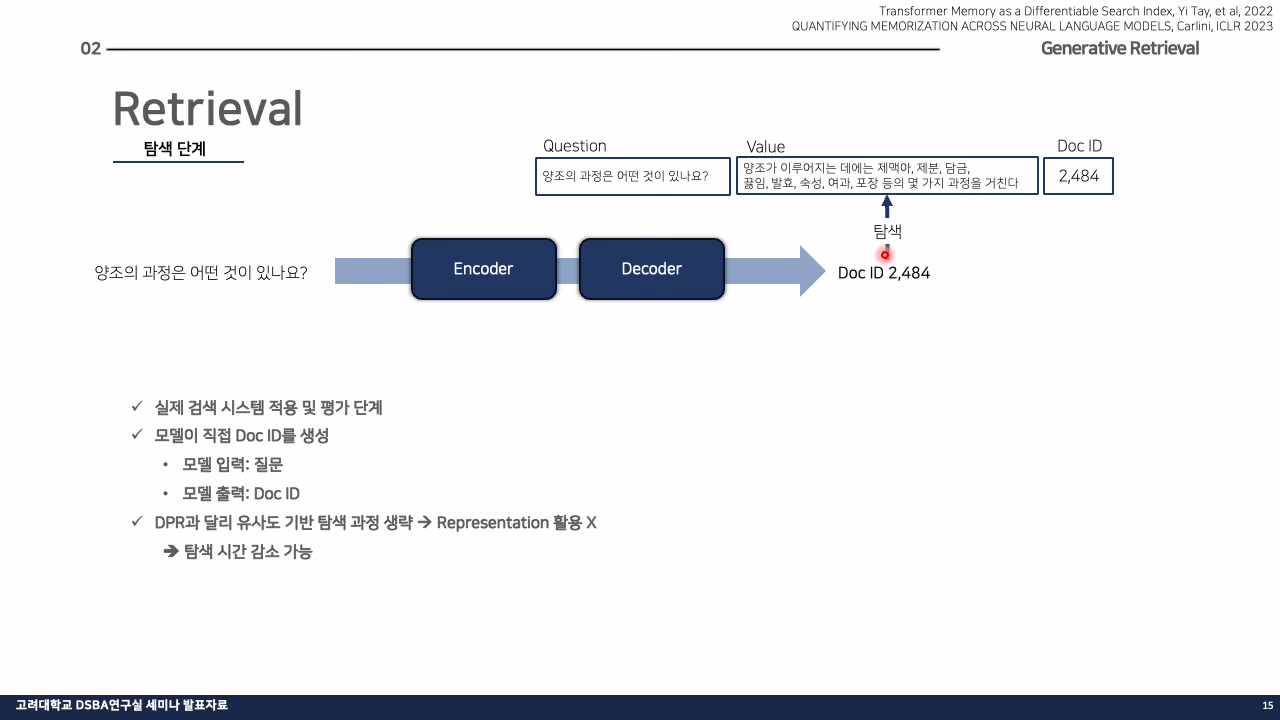 Transformer Memory as a Differentiable Search Index, Yi Tay, et al, 2022
QUANTIFYING MEMORIZATION ACROSS NEURAL LANGUAGE MODELS, Carlini, ICLR 2023
02
Generative Retrieval
Retrieval
탐색 단계
Question
Value
Doc ID
양조의 과정은 어떤 것이 있나요?
양조가 이루어지는 데에는 제맥아, 제분, 담금,
끓임, 발효, 숙성, 여과, 포장 등의 몇 가지 과정을 거친다
2,484
탐색
양조의 과정은 어떤 것이 있나요?
Encoder
Decoder
Doc ID 2,484
✓ 실제 검색 시스템 적용 및 평가 단계
✓ 모델이 직접 Doc ID를 생성
• 모델 입력: 질문
• 모델 출력: Doc ID
✓ DPR과 달리 유사도 기반 탐색 과정 생략 → Representation 활용 X
➔ 탐색 시간 감소 가능
고려대학교 DSBA연구실 세미나 발표자료
15